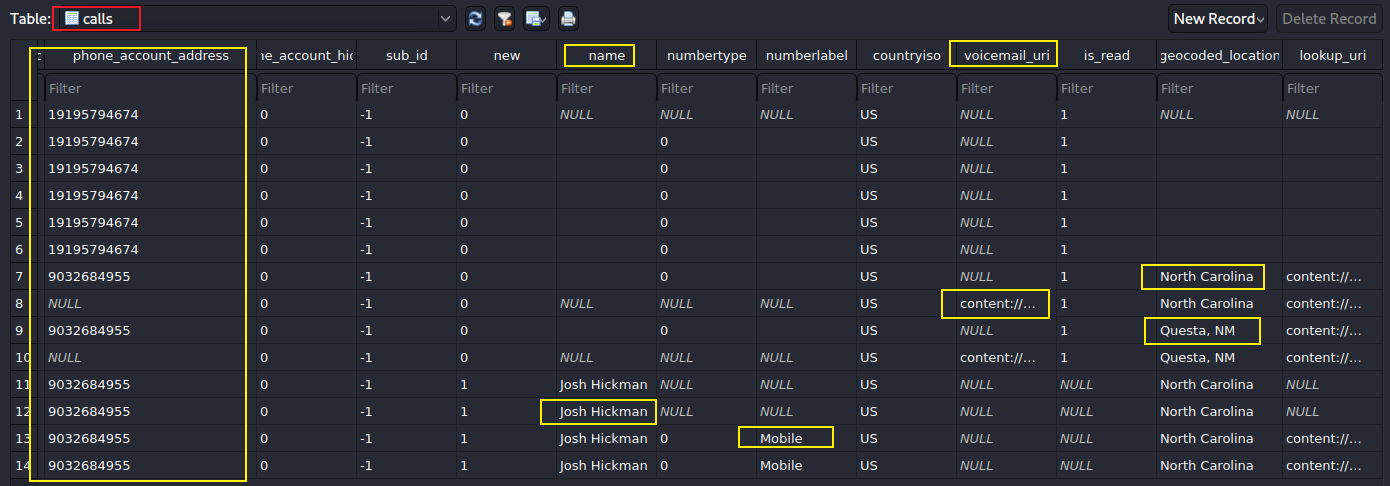 Table: calls New Record Delete Record
c phone_account_address ne_account_hic sub_id new name numbertype numberlabel countryiso voicemail_uri is_read geocoded_location lookup_uri
Filter Filter Filter Filter Filter Filter Filter Filter Filter Filter Filter Filter
1 19195794674 0 -1 0 NULL NULL NULL US NULL 1 NULL NULL
2 19195794674 0 -1 0 0 US NULL 1
3 19195794674 0 -1 0 0 US NULL 1
4 19195794674 0 -1 0 0 US NULL 1
5 19195794674 0 -1 0 0 US NULL 1
6 19195794674 0 -1 0 0 US NULL 1
7 9032684955 0 -1 0 0 US NULL 1 North Carolina content://...
8 NULL 0 -1 0 NULL NULL NULL US content://... 1 North Carolina content://...
9 9032684955 0 -1 0 0 US NULL 1 Questa, NM content://...
10 NULL 0 -1 0 NULL NULL NULL US content://... 1 Questa, NM content://...
11 9032684955 0 -1 1 Josh Hickman NULL NULL US NULL NULL North Carolina NULL
12 9032684955 0 -1 1 Josh Hickman NULL NULL US NULL NULL North Carolina NULL
13 9032684955 0 -1 1 Josh Hickman 0 Mobile US NULL NULL North Carolina content://...
14 9032684955 0 -1 1 Josh Hickman 0 Mobile US NULL NULL North Carolina content://...